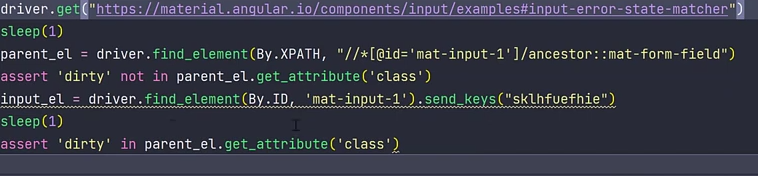 driver.get("https://material.angular.io/components/input/examples#input-error-state-matcher")
sleep(1)
parent_el = driver.find_element(By.XPATH, "//*[@id='mat-input-1']/ancestor::mat-form-field")
assert 'dirty' not in parent_el.get_attribute('class')
input_el = driver.find_element(By.ID, 'mat-input-1').send_keys("sklhfuefhie")
sleep(1)
assert 'dirty' in parent_el.get_attribute('class')